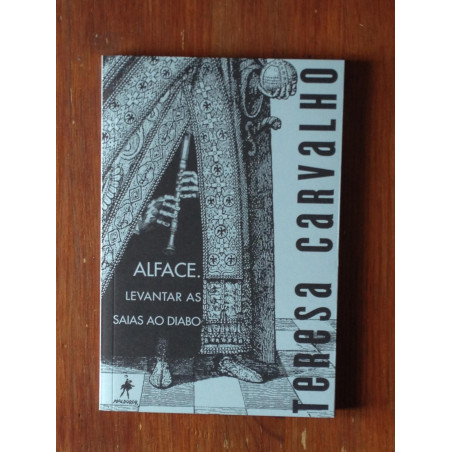 TERESA CARVALHO
ALFACE.
LEVANTAR AS
SAIAS AO DIABO